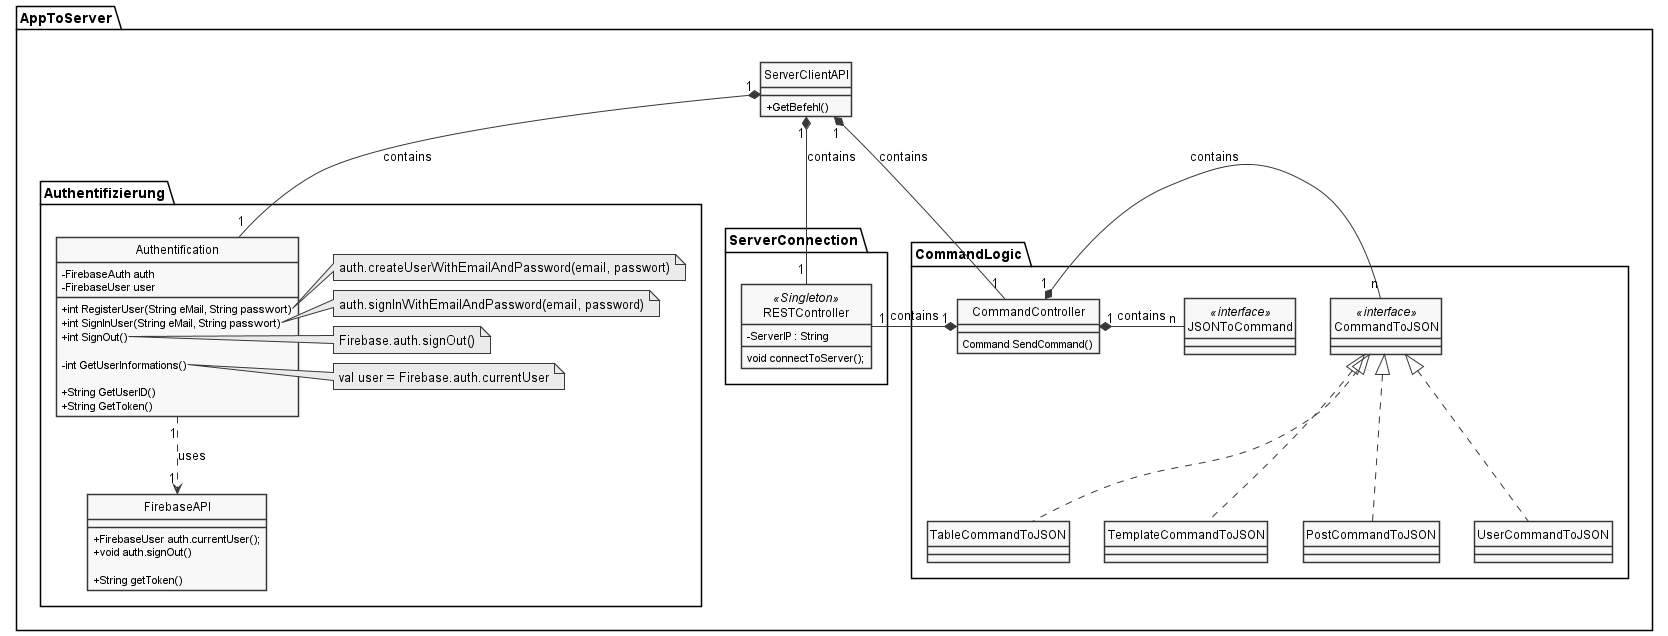 AppToServer
ServerClientAPI
+GetBefehl()
1
1
1
contains
contains
contains
contains
Authentifizierung
1
Authentification
-FirebaseAuth auth
-FirebaseUser user
+int RegisterUser(String eMail, String passwort)
+int SignInUser(String eMail, String passwort)
+int SignOut()
-int GetUserInformations()
+String GetUserID()
+String GetToken()
auth.createUserWithEmailAndPassword(email, passwort)
auth.signInWithEmailAndPassword(email, password)
Firebase.auth.signOut()
val user = Firebase.auth.currentUser
1
uses
1
FirebaseAPI
+FirebaseUser auth.currentUser();
+void auth.signOut()
+String getToken()
ServerConnection
1
«Singleton»
RESTController
-ServerIP : String
void connectToServer();
1
contains
1
CommandLogic
1
1
n
CommandController
Command SendCommand()
1
contains
n
«interface»
JSONToCommand
«interface»
CommandToJSON
TableCommandToJSON
TemplateCommandToJSON
PostCommandToJSON
UserCommandToJSON